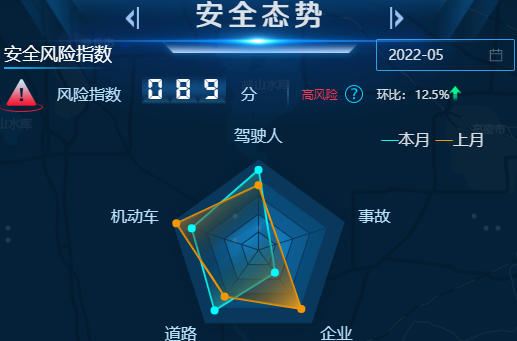 安全态势
安全风险指数
2022-05
风险指数 089 分 高风险 ? 环比：12.5%
本月 上月
驾驶人
机动车 事故
道路 企业